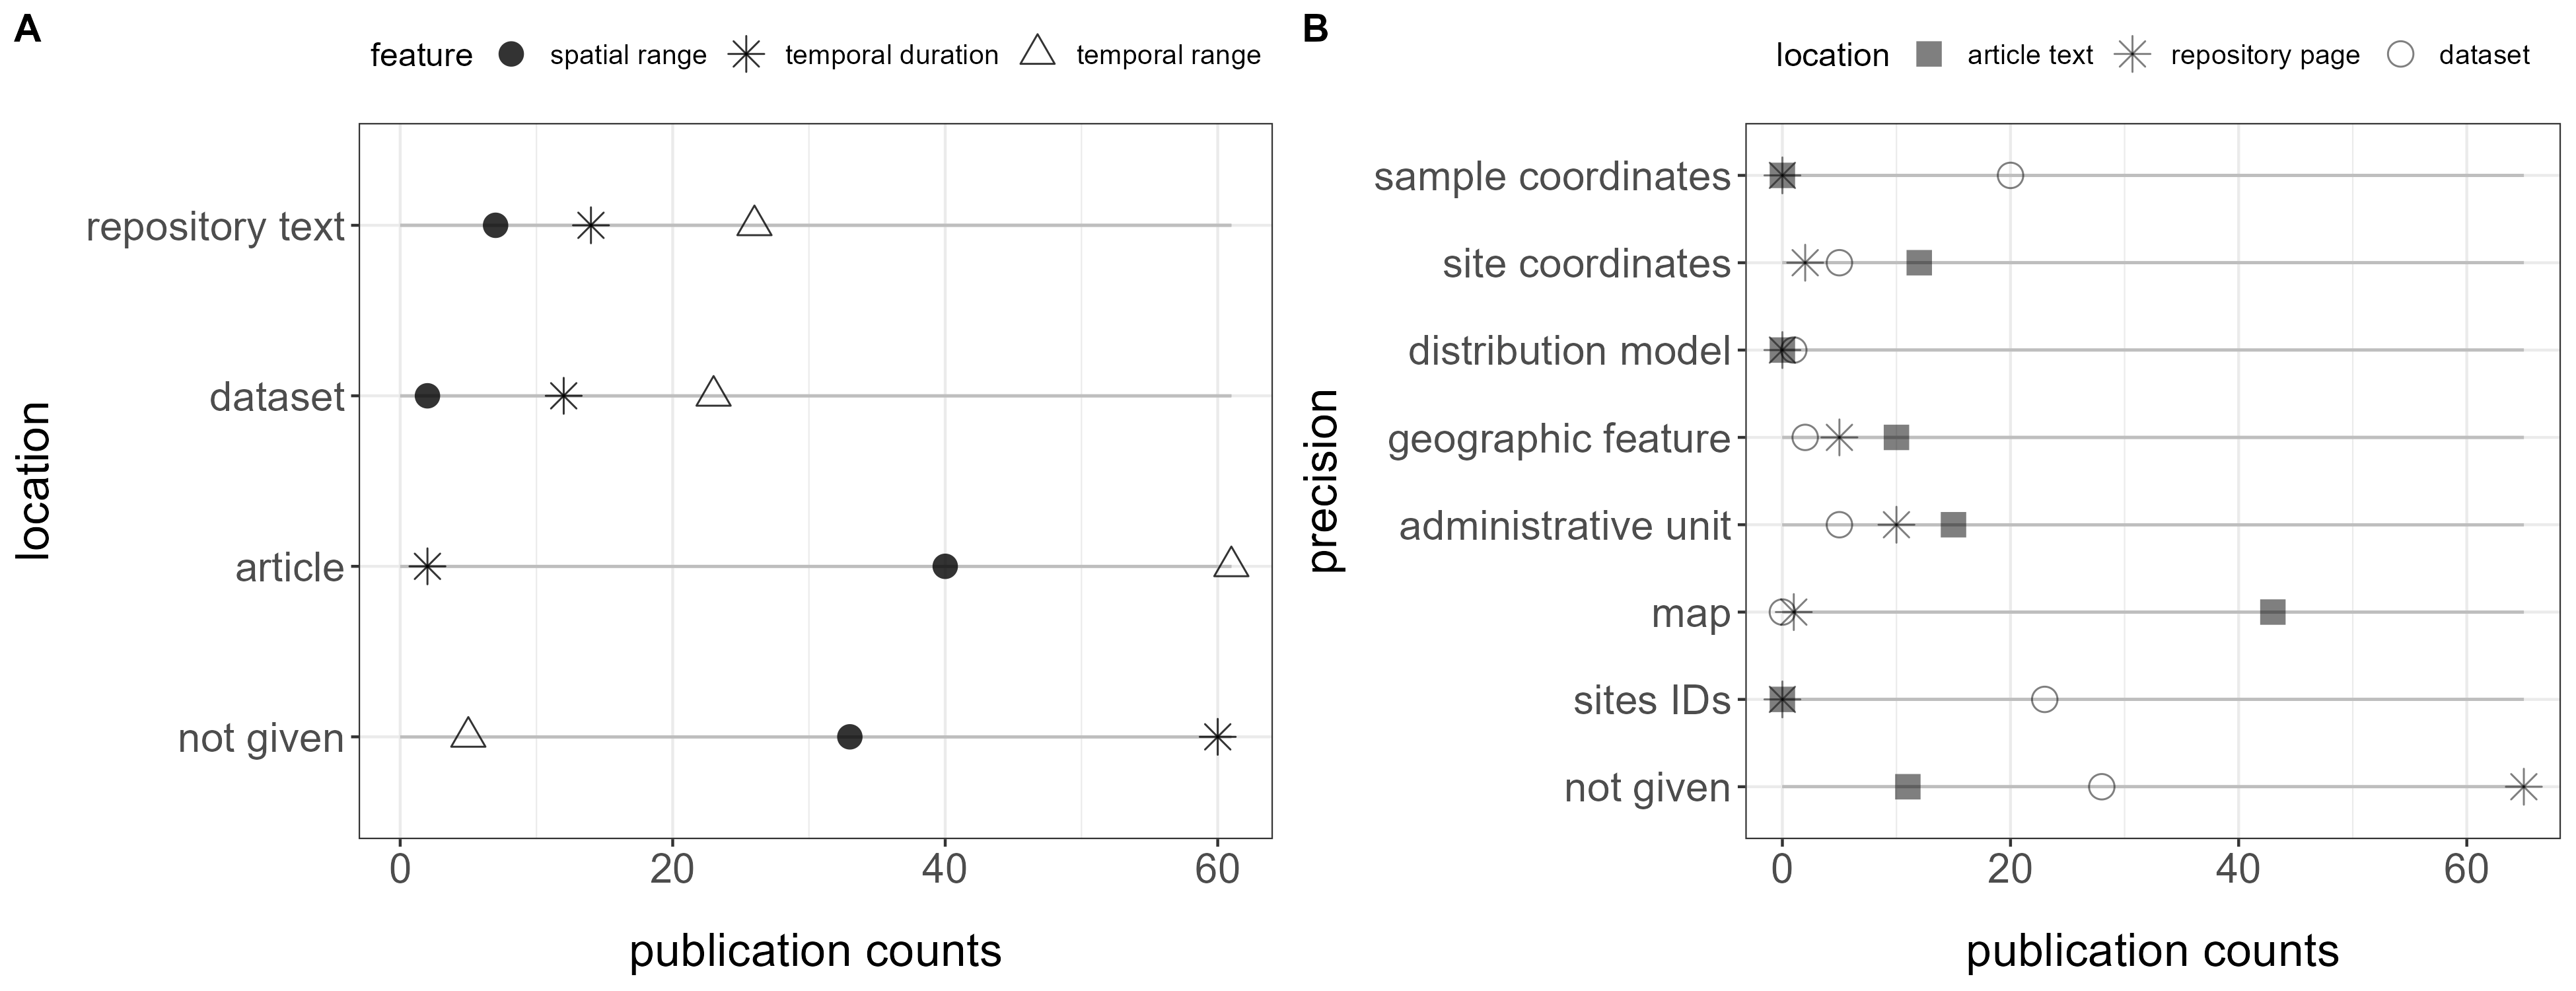 A
feature spatial range temporal duration temporal range
location
repository text
dataset
article
not given
0 20 40 60
publication counts
B
location article text repository page dataset
precision
sample coordinates
site coordinates
distribution model
geographic feature
administrative unit
map
sites IDs
not given
0 20 40 60
publication counts